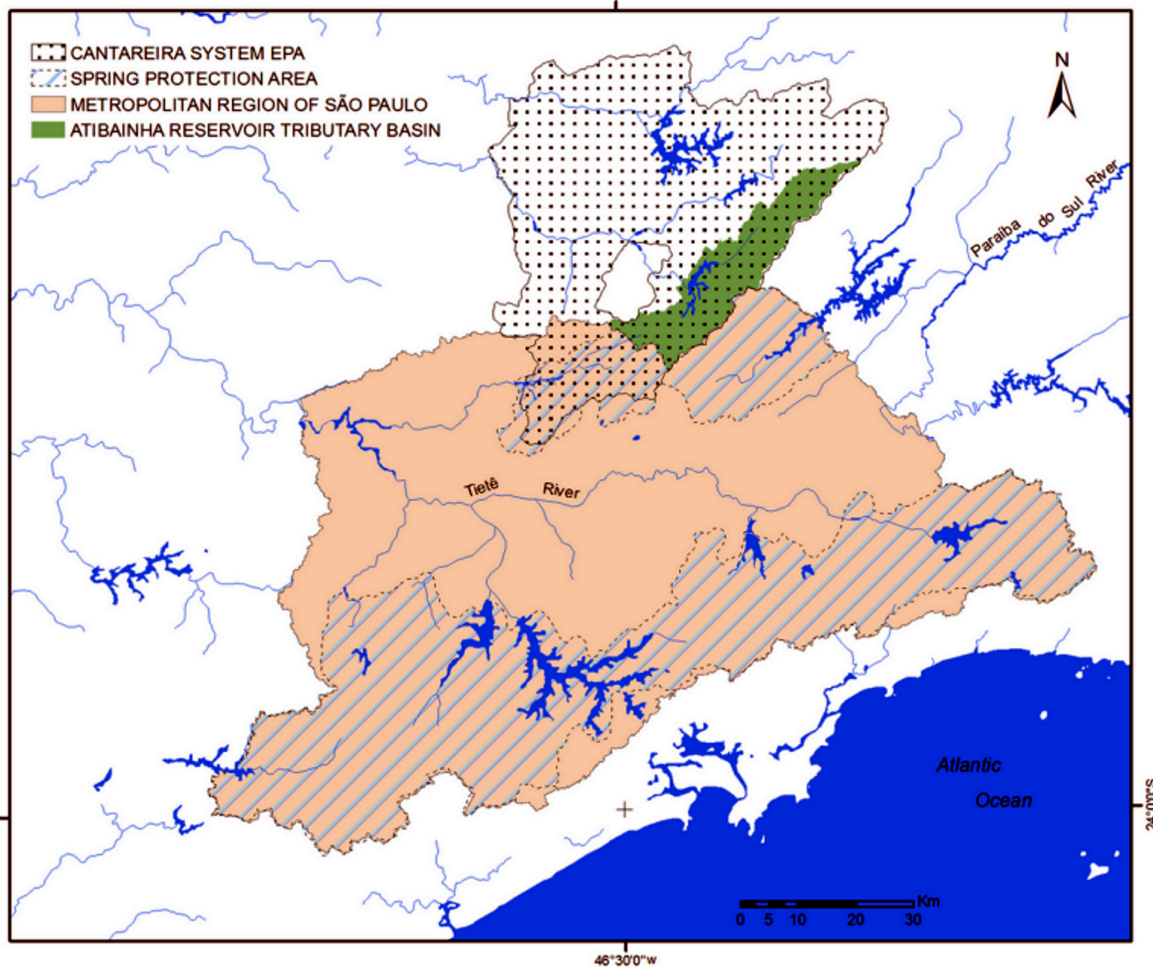 CANTAREIRA SYSTEM EPA
SPRING PROTECTION AREA
METROPOLITAN REGION OF SÃO PAULO
ATIBAINHA RESERVOIR TRIBUTARY BASIN
N
Paraíba do Sul River
Tietê River
Atlantic
Ocean
24°0'0"S
Km
0 5 10 20 30
46°30'0"W